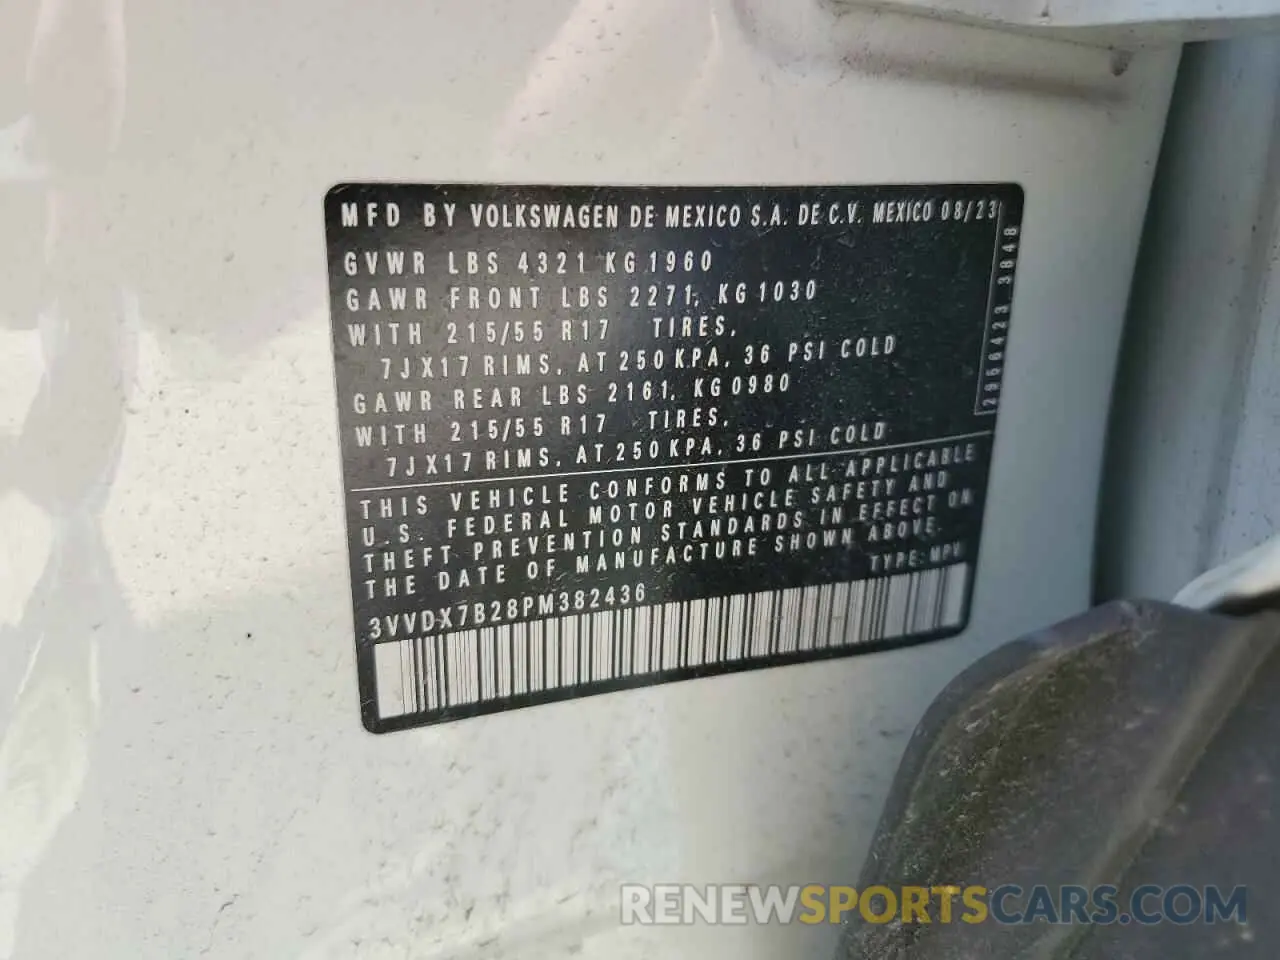 MFD BY VOLKSWAGEN DE MEXICO S.A. DE C.V. MEXICO 08/23
GVWR LBS 4321 KG 1960
GAWR FRONT LBS 2271, KG 1030
WITH 215/55 R17 TIRES,
7JX17 RIMS, AT 250 KPA, 36 PSI COLD
GAWR REAR LBS 2161, KG 0980
WITH 215/55 R17 TIRES,
7JX17 RIMS, AT 250 KPA, 36 PSI COLD
2956423 3848
THIS VEHICLE CONFORMS TO ALL APPLICABLE
U.S. FEDERAL MOTOR VEHICLE SAFETY AND
THEFT PREVENTION STANDARDS IN EFFECT ON
THE DATE OF MANUFACTURE SHOWN ABOVE.
TYPE: MPV
3VVDX7B28PM382436
RENEWSPORTSCARS.COM